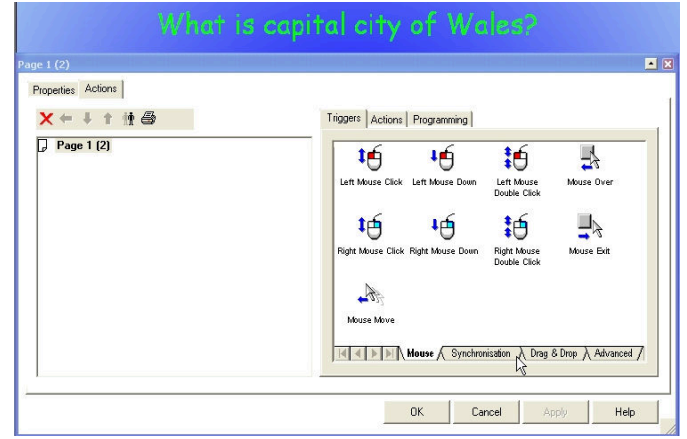 What is capital city of Wales?
Page 1 (2)
Properties Actions
Triggers Actions Programming
Page 1 (2)
Left Mouse Click Left Mouse Down Left Mouse Double Click Mouse Over
Right Mouse Click Right Mouse Down Right Mouse Double Click Mouse Exit
Mouse Move
Mouse Synchronisation Drag & Drop Advanced
OK Cancel Apply Help